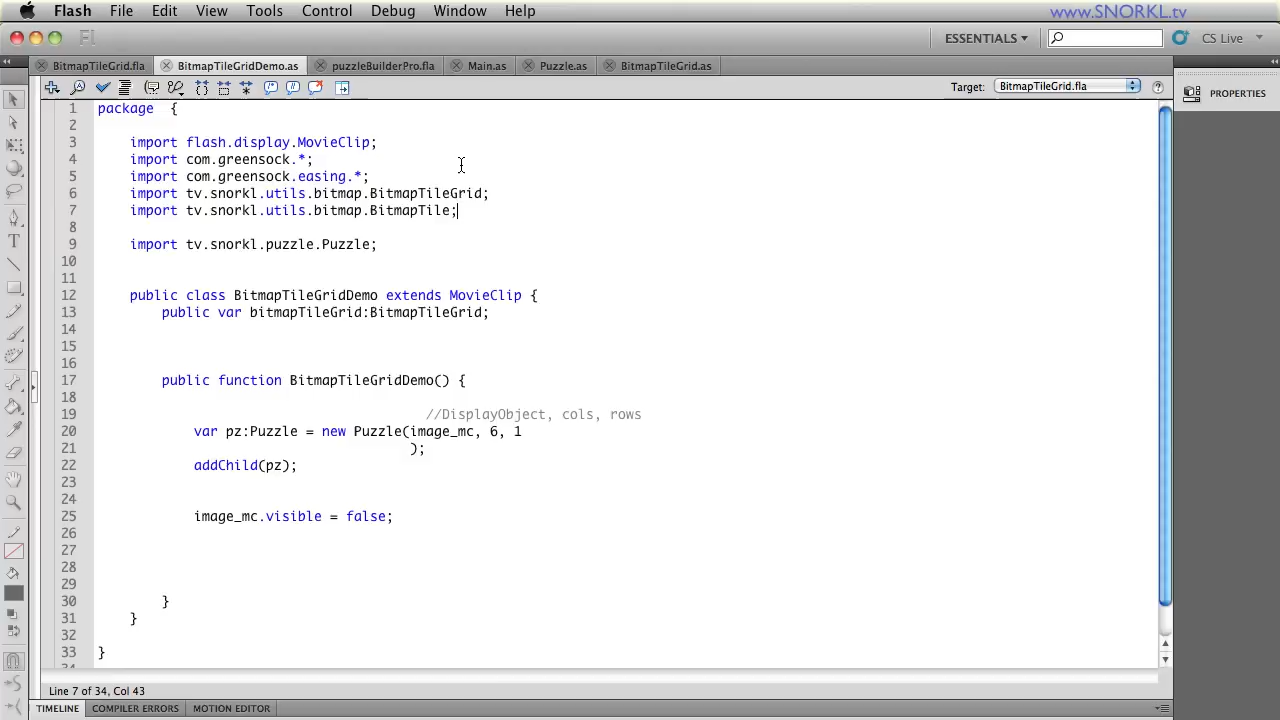 Flash File Edit View Tools Control Debug Window Help
www.SNORKL.tv
Fl ESSENTIALS CS Live
BitmapTileGrid.fla BitmapTileGridDemo.as puzzleBuilderPro.fla Main.as Puzzle.as BitmapTileGrid.as
Target: BitmapTileGrid.fla
PROPERTIES
1 package {
2
3 import flash.display.MovieClip;
4 import com.greensock.*;
5 import com.greensock.easing.*;
6 import tv.snorkl.utils.bitmap.BitmapTileGrid;
7 import tv.snorkl.utils.bitmap.BitmapTile;
8
9 import tv.snorkl.puzzle.Puzzle;
10
11
12 public class BitmapTileGridDemo extends MovieClip {
13 public var bitmapTileGrid:BitmapTileGrid;
14
15
16
17 public function BitmapTileGridDemo() {
18
19 //DisplayObject, cols, rows
20 var pz:Puzzle = new Puzzle(image_mc, 6, 1
21 );
22 addChild(pz);
23
24
25 image_mc.visible = false;
26
27
28
29
30 }
31 }
32
33 }
34
Line 7 of 34, Col 43
TIMELINE COMPILER ERRORS MOTION EDITOR